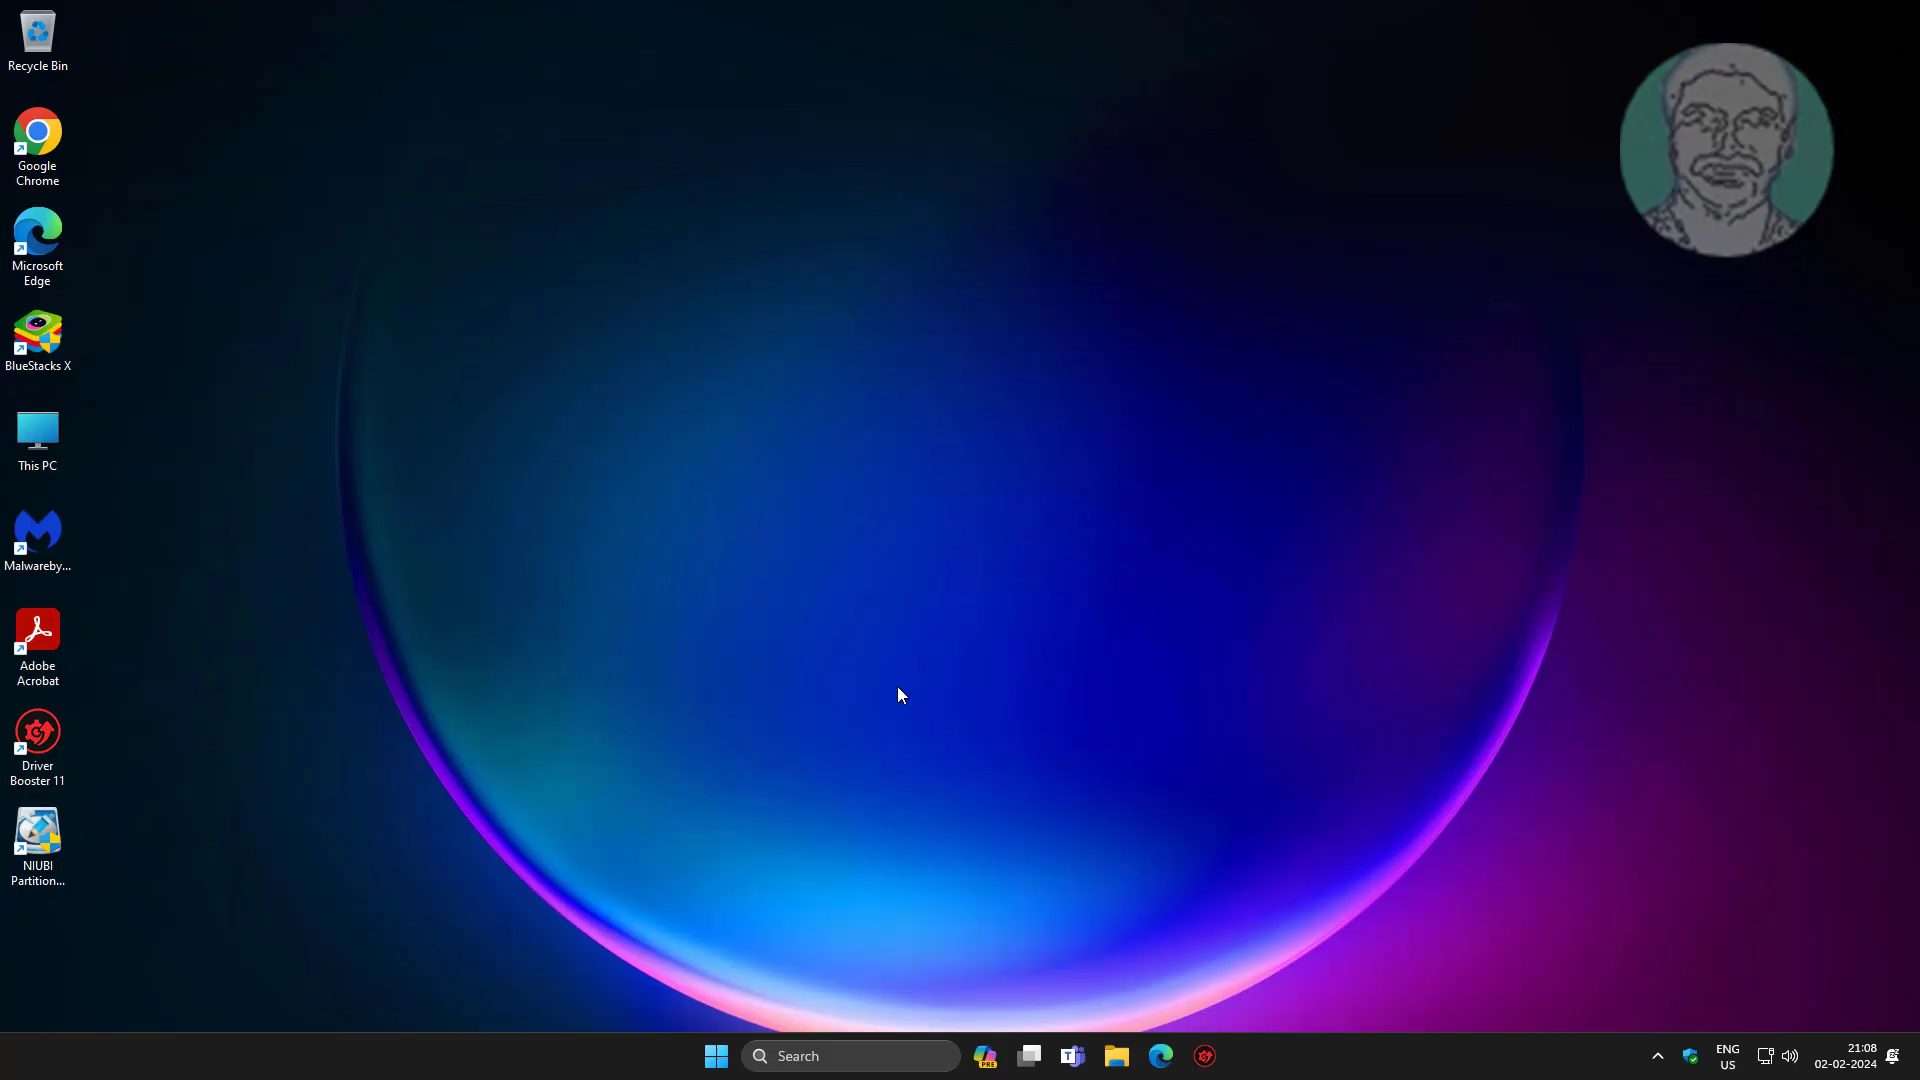 Recycle Bin
Google
Chrome
Microsoft
Edge
BlueStacks X
This PC
Malwareby...
Adobe
Acrobat
Driver
Booster 11
NIUBI
Partition...
Search
PRE
T
ENG
US
21:08
02-02-2024